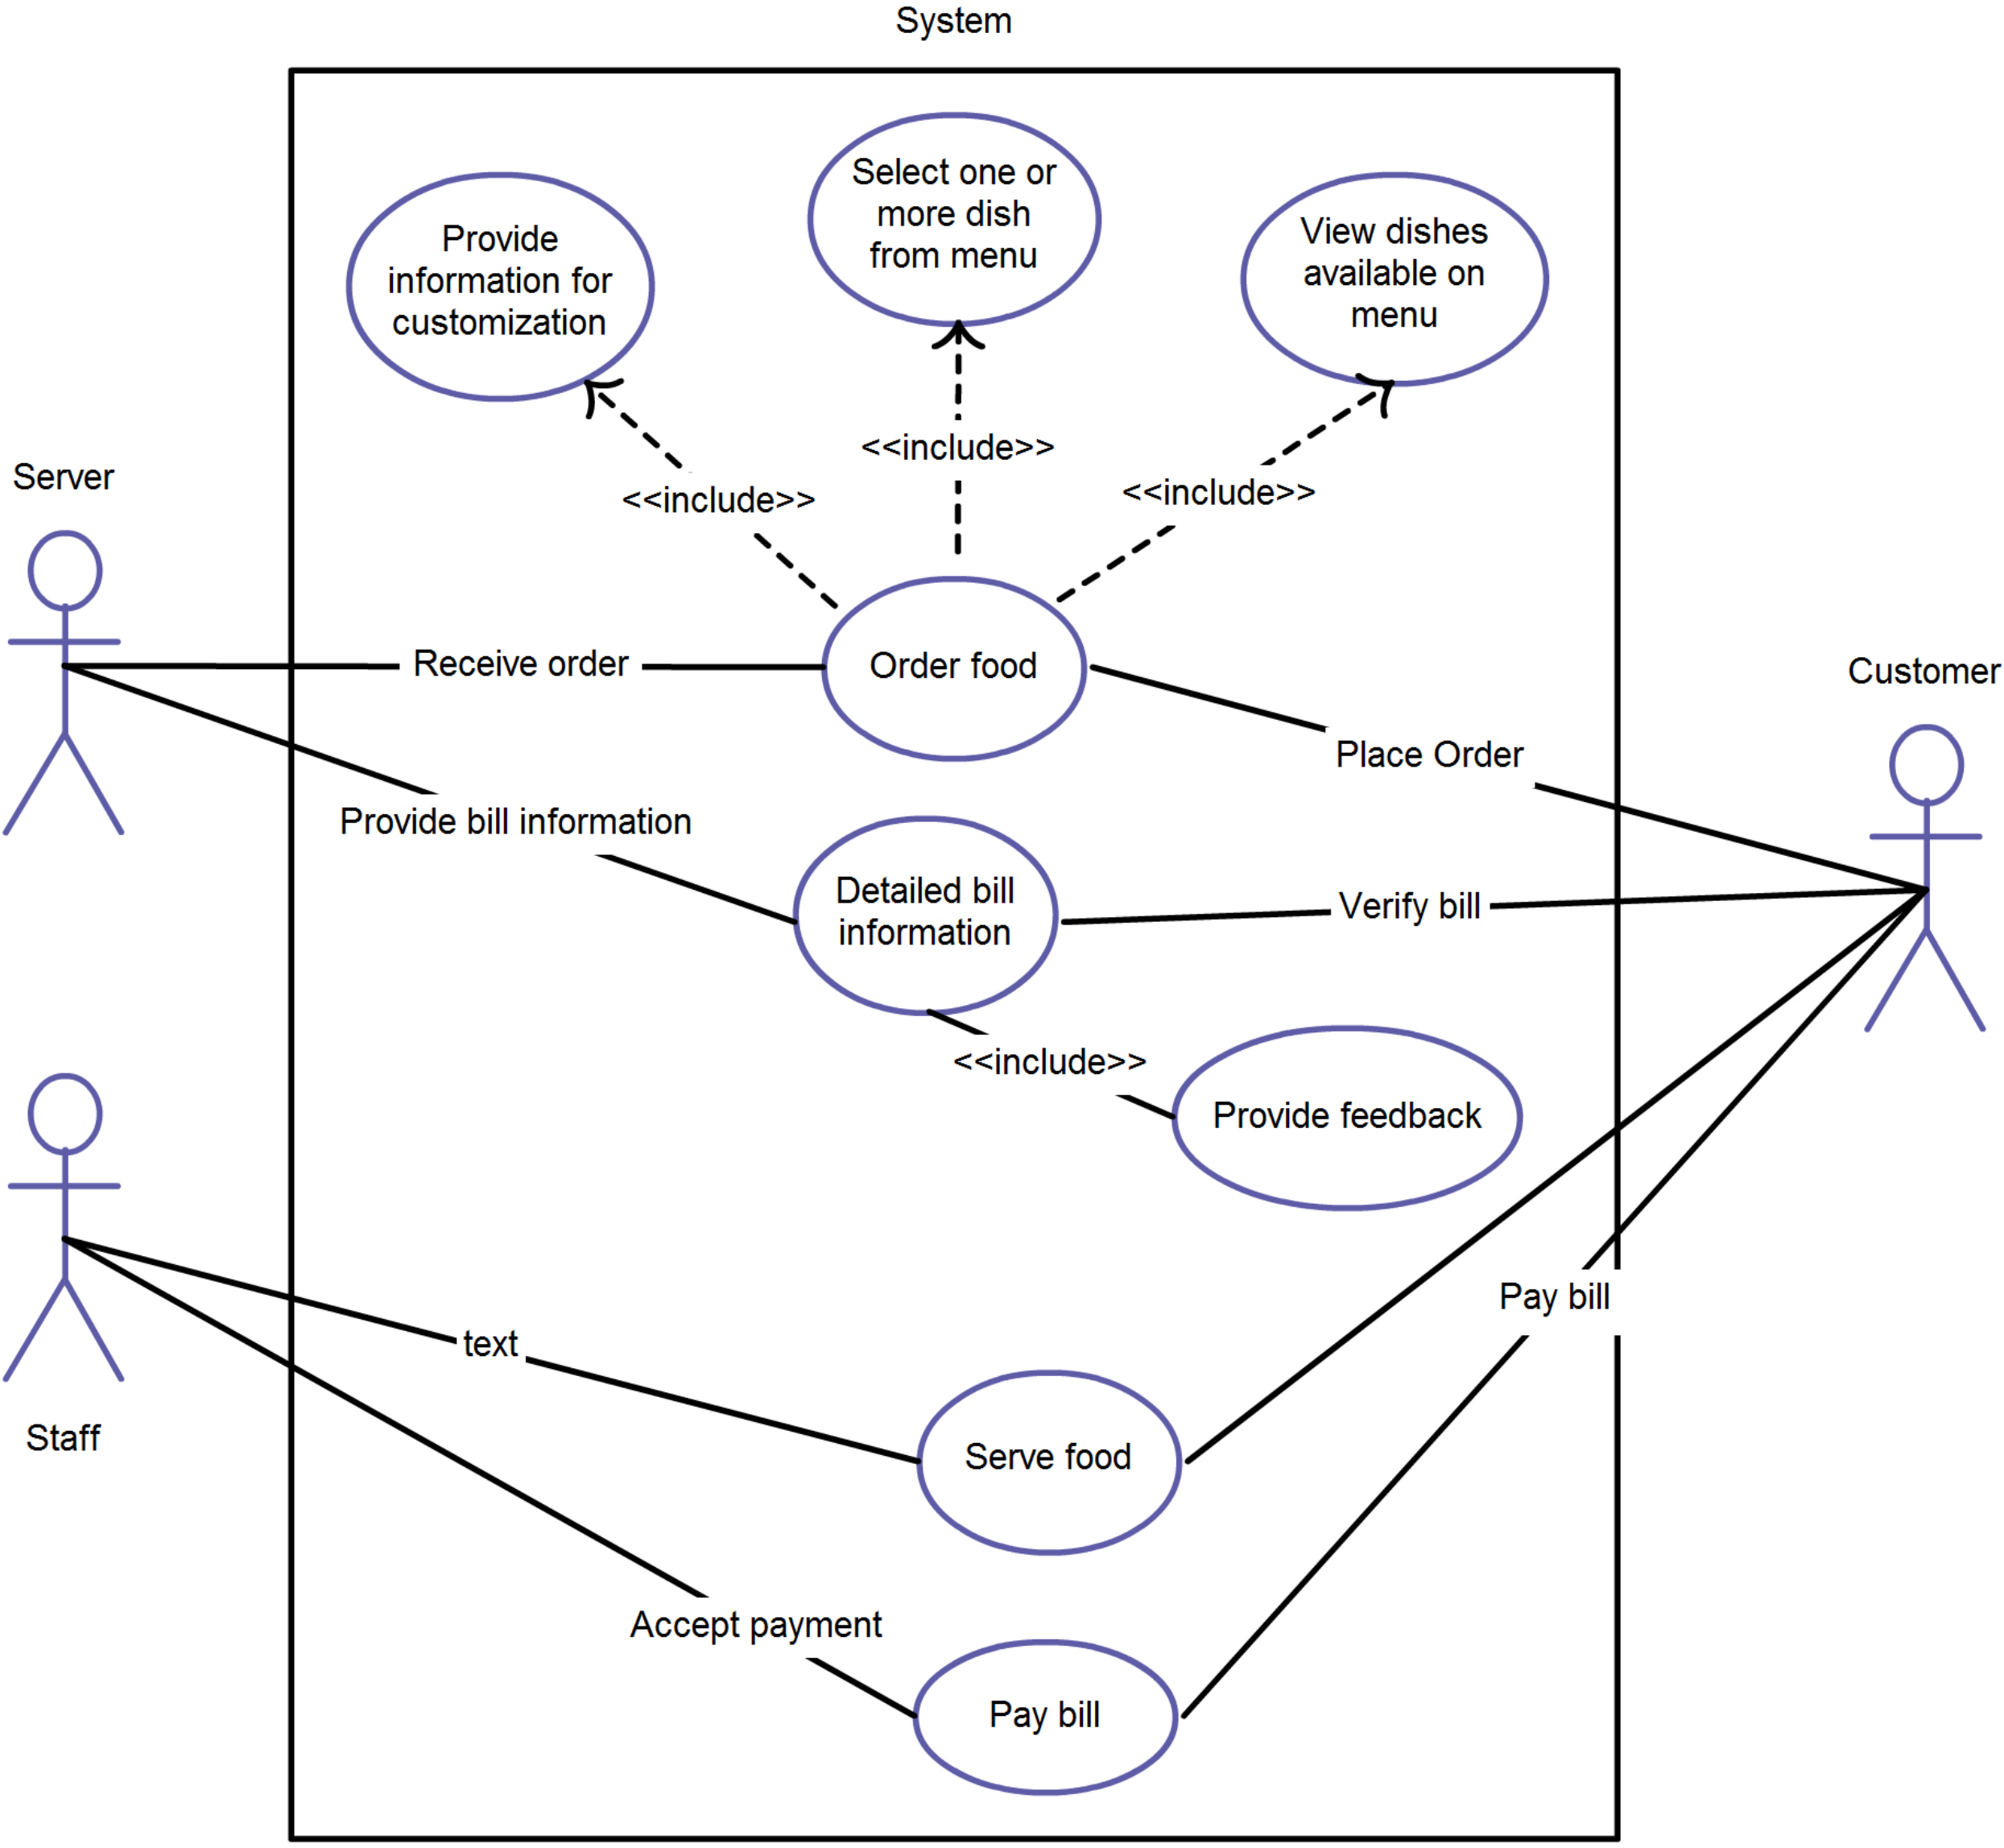 System
Select one or
more dish
from menu
Provide
information for
customization
View dishes
available on
menu
<<include>>
<<include>>
<<include>>
Server
Receive order
Order food
Customer
Place Order
Provide bill information
Detailed bill
information
Verify bill
<<include>>
Provide feedback
Pay bill
text
Staff
Serve food
Accept payment
Pay bill